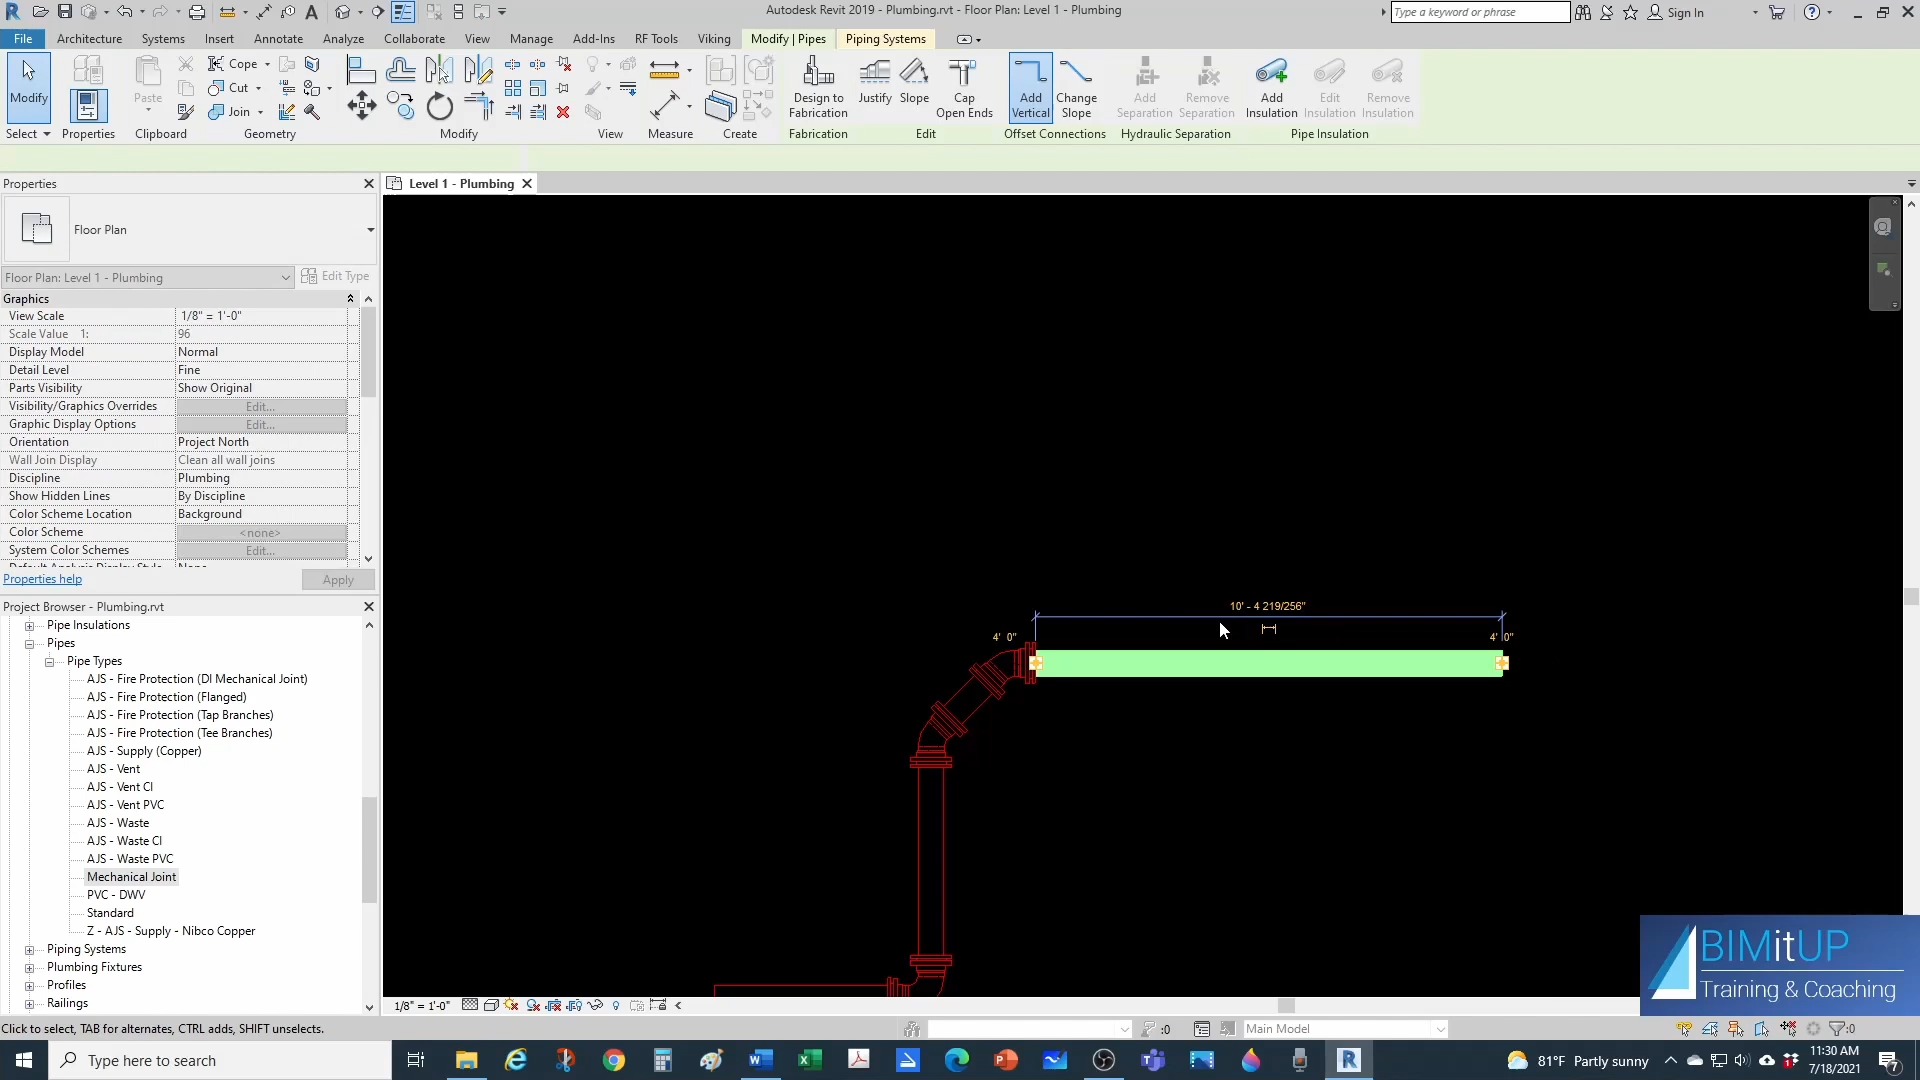 Autodesk Revit 2019 - Plumbing.rvt - Floor Plan: Level 1 - Plumbing
Type a keyword or phrase
Sign In
File
Architecture
Systems
Insert
Annotate
Analyze
Collaborate
View
Manage
Add-Ins
RF Tools
Viking
Modify | Pipes
Piping Systems
Modify
Paste
Cope
Cut
Join
Design to
Fabrication
Justify
Slope
Cap
Open Ends
Add
Vertical
Change
Slope
Add
Separation
Remove
Separation
Add
Insulation
Edit
Insulation
Remove
Insulation
Select
Properties
Clipboard
Geometry
Modify
View
Measure
Create
Fabrication
Edit
Offset Connections
Hydraulic Separation
Pipe Insulation
Properties
Level 1 - Plumbing
Floor Plan
Floor Plan: Level 1 - Plumbing
Edit Type
Graphics
View Scale 1/8" = 1'-0"
Scale Value 1: 96
Display Model Normal
Detail Level Fine
Parts Visibility Show Original
Visibility/Graphics Overrides Edit...
Graphic Display Options Edit...
Orientation Project North
Wall Join Display Clean all wall joins
Discipline Plumbing
Show Hidden Lines By Discipline
Color Scheme Location Background
Color Scheme <none>
System Color Schemes Edit...
Properties help
Apply
Project Browser - Plumbing.rvt
Pipe Insulations
Pipes
Pipe Types
AJS - Fire Protection (DI Mechanical Joint)
AJS - Fire Protection (Flanged)
AJS - Fire Protection (Tap Branches)
AJS - Fire Protection (Tee Branches)
AJS - Supply (Copper)
AJS - Vent
AJS - Vent CI
AJS - Vent PVC
AJS - Waste
AJS - Waste CI
AJS - Waste PVC
Mechanical Joint
PVC - DWV
Standard
Z - AJS - Supply - Nibco Copper
Piping Systems
Plumbing Fixtures
Profiles
Railings
10' - 4 219/256"
4' 0"
4' 0"
BIMitUP
Training & Coaching
1/8" = 1'-0"
Click to select, TAB for alternates, CTRL adds, SHIFT unselects.
:0
Main Model
:0
Type here to search
81°F Partly sunny
11:30 AM
7/18/2021
7